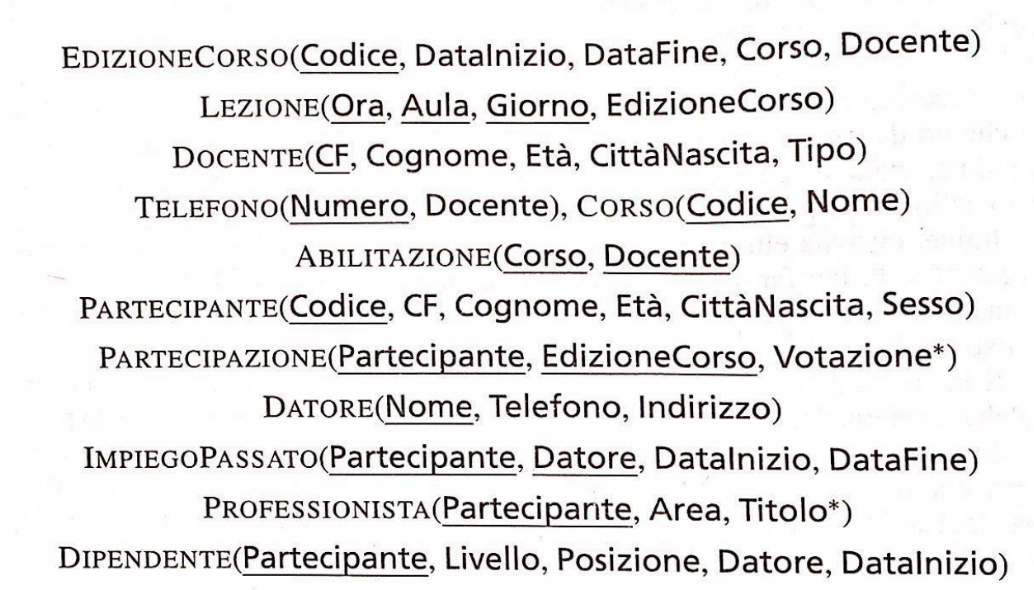 EDIZIONECORSO(Codice, DataInizio, DataFine, Corso, Docente)
LEZIONE(Ora, Aula, Giorno, EdizioneCorso)
DOCENTE(CF, Cognome, Età, CittàNascita, Tipo)
TELEFONO(Numero, Docente), CORSO(Codice, Nome)
ABILITAZIONE(Corso, Docente)
PARTECIPANTE(Codice, CF, Cognome, Età, CittàNascita, Sesso)
PARTECIPAZIONE(Partecipante, EdizioneCorso, Votazione*)
DATORE(Nome, Telefono, Indirizzo)
IMPIEGOPASSATO(Partecipante, Datore, DataInizio, DataFine)
PROFESSIONISTA(Partecipante, Area, Titolo*)
DIPENDENTE(Partecipante, Livello, Posizione, Datore, DataInizio)